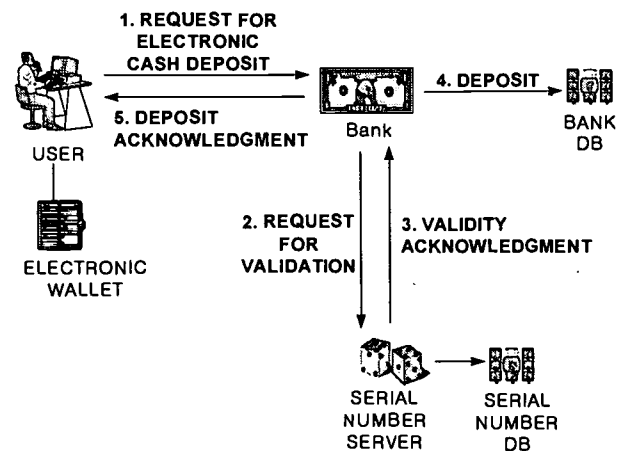 1. REQUEST FOR
ELECTRONIC
CASH DEPOSIT
4. DEPOSIT
5. DEPOSIT
ACKNOWLEDGMENT
Bank
BANK
DB
USER
2. REQUEST
FOR
VALIDATION
3. VALIDITY
ACKNOWLEDGMENT
ELECTRONIC
WALLET
SERIAL
NUMBER
SERVER
SERIAL
NUMBER
DB